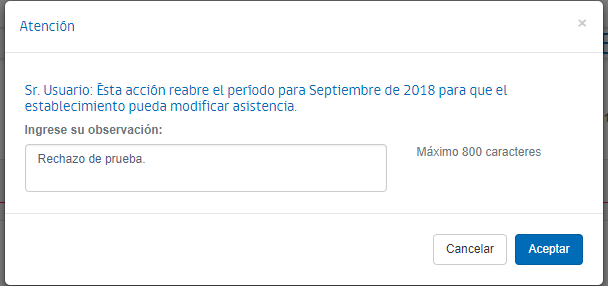 Atención
×
Sr. Usuario: Esta acción reabre el período para Septiembre de 2018 para que el
establecimiento pueda modificar asistencia.
Ingrese su observación:
Rechazo de prueba.
Máximo 800 caracteres
Cancelar
Aceptar